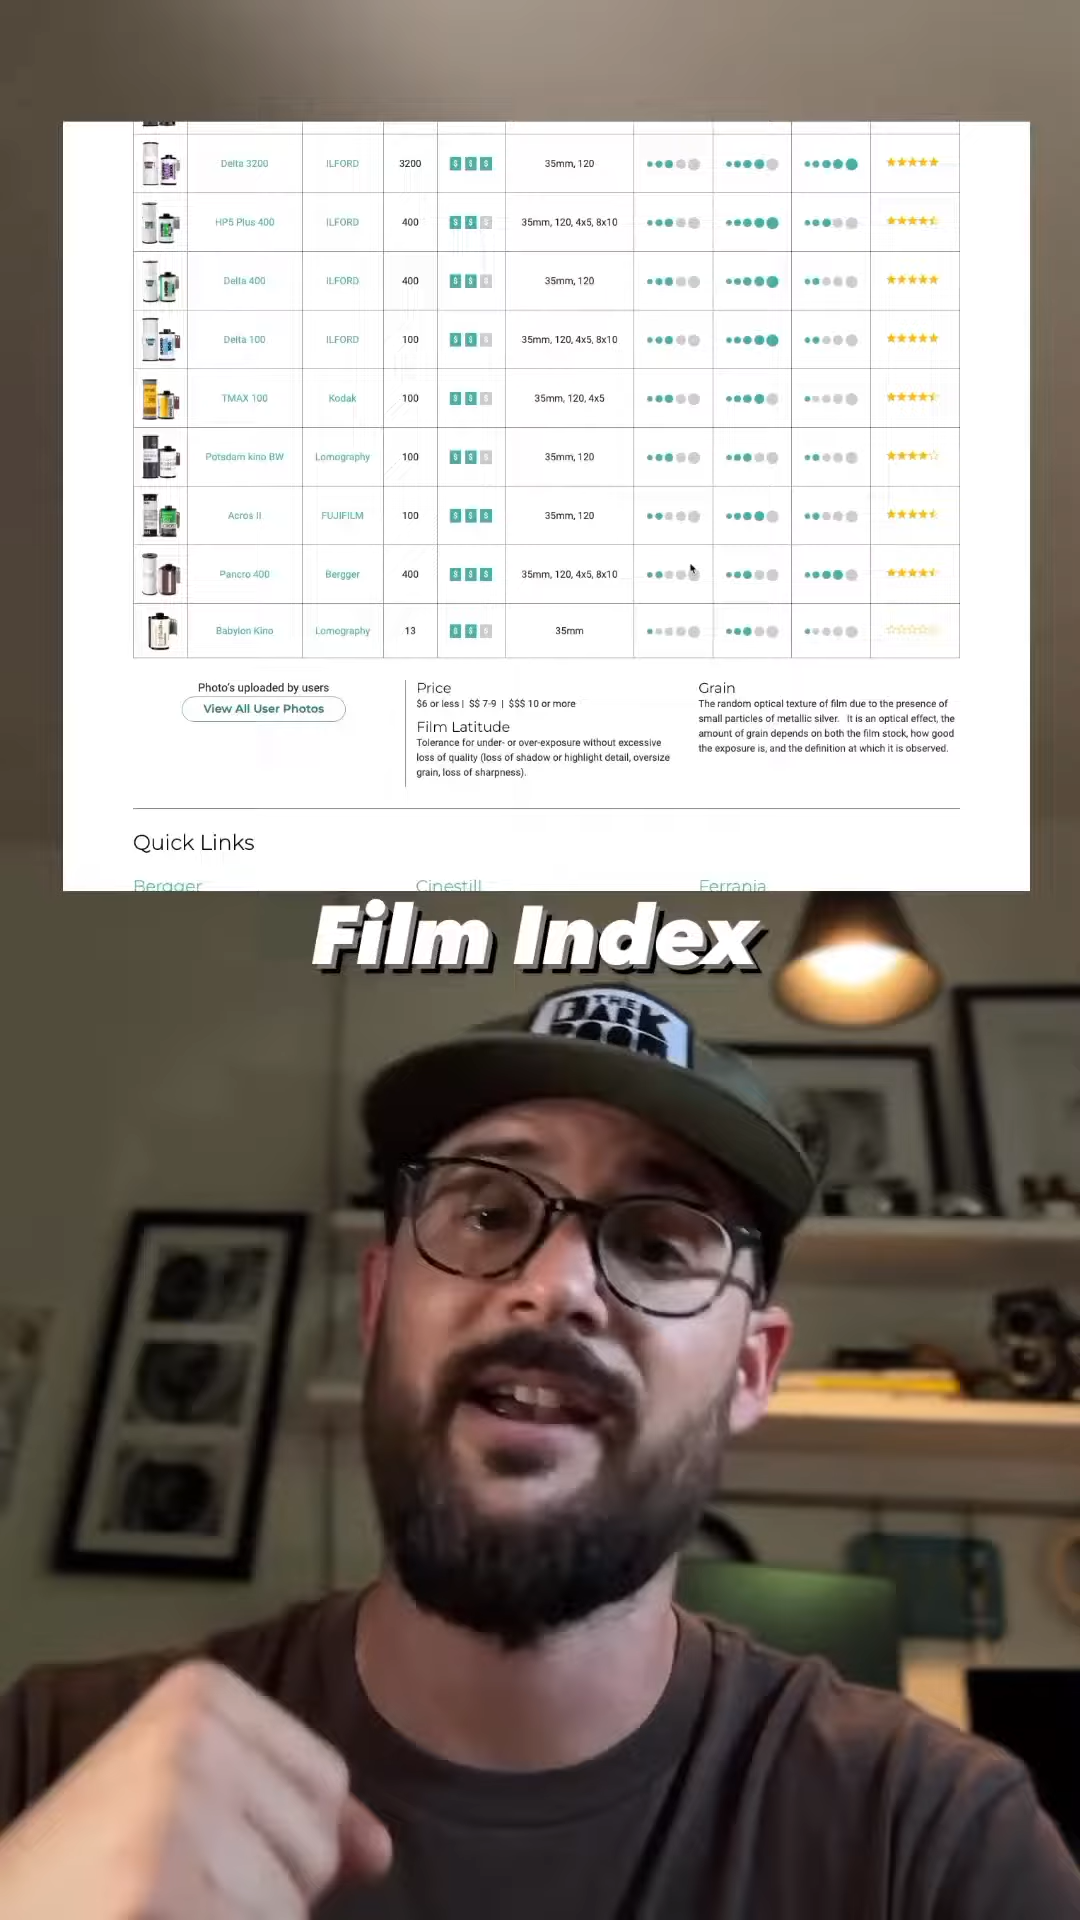 Delta 3200 ILFORD 3200 $ $ $ 35mm, 120
HP5 Plus 400 ILFORD 400 $ $ $ 35mm, 120, 4x5, 8x10
Delta 400 ILFORD 400 $ $ $ 35mm, 120
Delta 100 ILFORD 100 $ $ $ 35mm, 120, 4x5, 8x10
TMAX 100 Kodak 100 $ $ $ 35mm, 120, 4x5
Potsdam kino BW Lomography 100 $ $ $ 35mm, 120
Acros II FUJIFILM 100 $ $ $ 35mm, 120
Pancro 400 Bergger 400 $ $ $ 35mm, 120, 4x5, 8x10
Babylon Kino Lomography 13 $ $ $ 35mm
Photo's uploaded by users
View All User Photos
Price
$6 or less | $$ 7-9 | $$$ 10 or more
Film Latitude
Tolerance for under- or over-exposure without excessive
loss of quality (loss of shadow or highlight detail, oversize
grain, loss of sharpness).
Grain
The random optical texture of film due to the presence of
small particles of metallic silver. It is an optical effect, the
amount of grain depends on both the film stock, how good
the exposure is, and the definition at which it is observed.
Quick Links
Bergger Cinestill Ferrania
Film Index
THE
DARK
ROOM